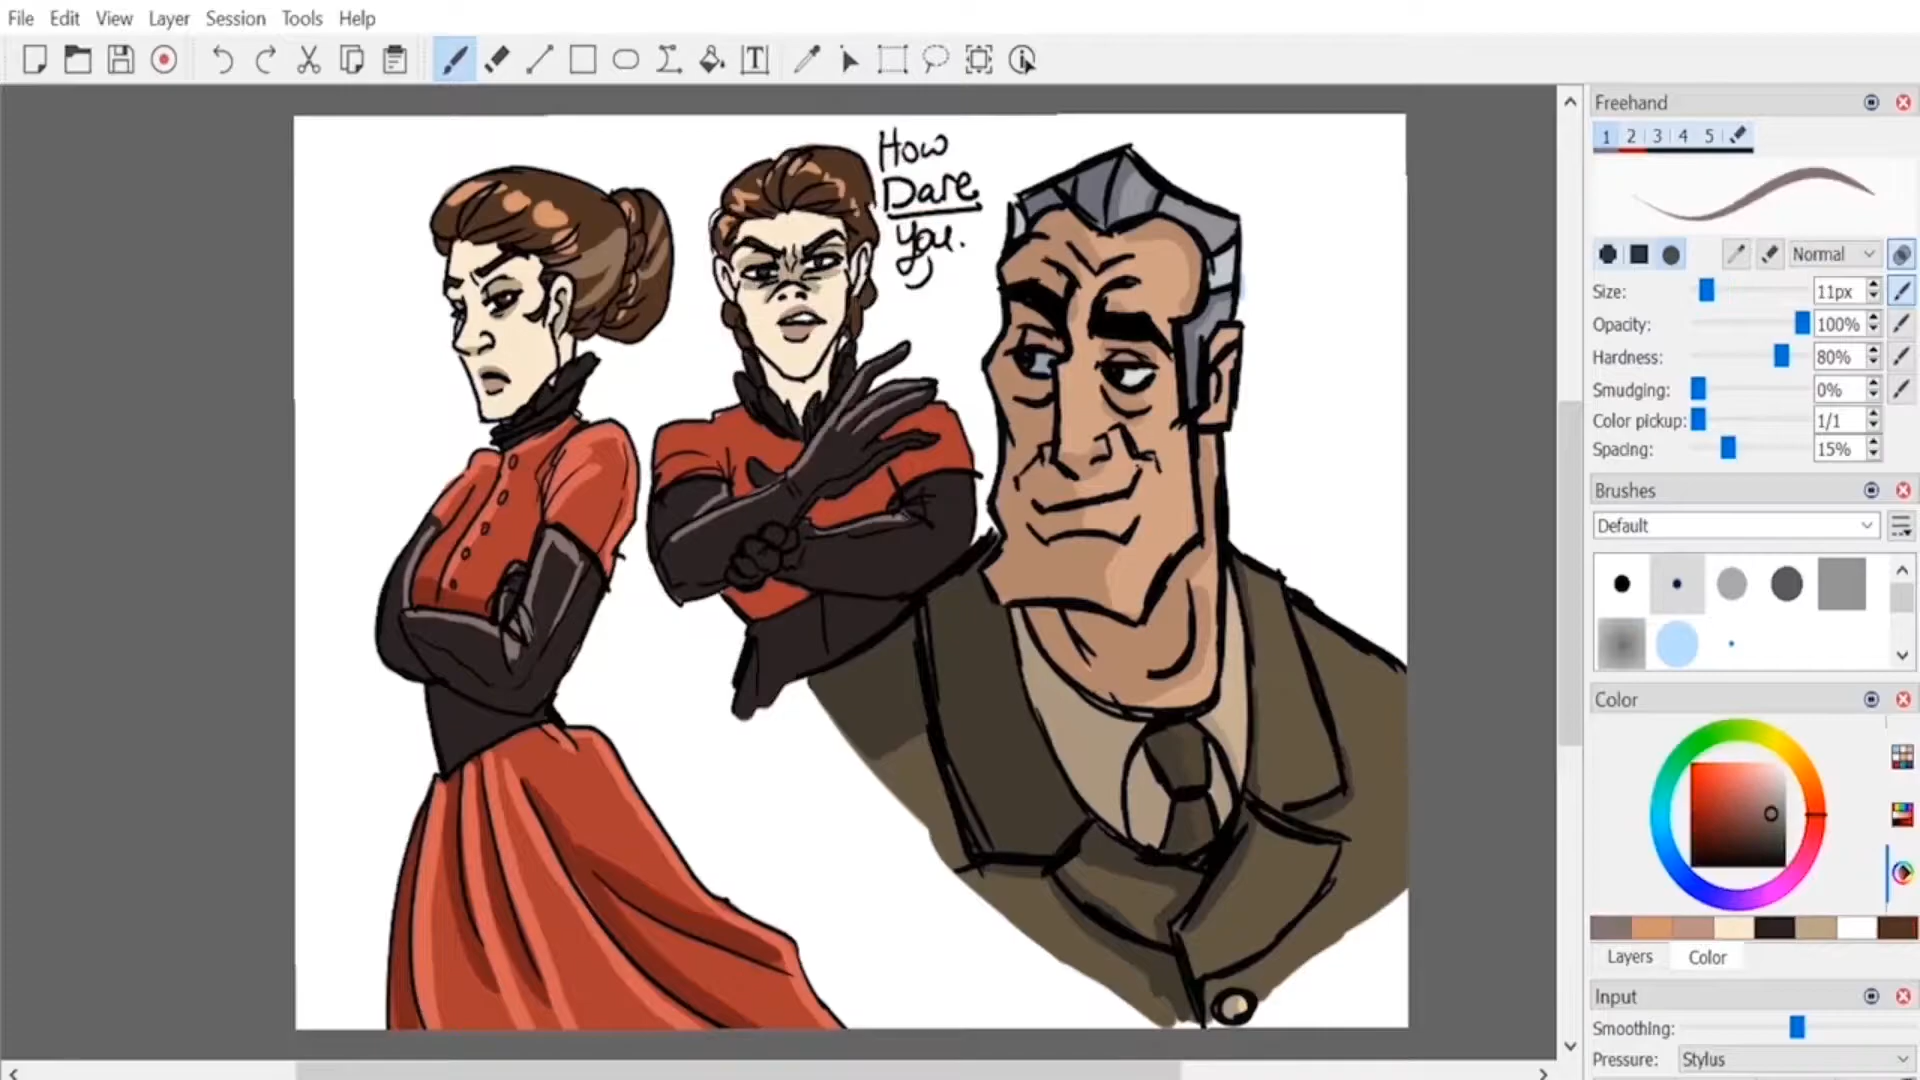 File Edit View Layer Session Tools Help
How
Dare
You.
Freehand
1 2 3 4 5
Normal
Size: 11px
Opacity: 100%
Hardness: 80%
Smudging: 0%
Color pickup: 1/1
Spacing: 15%
Brushes
Default
Color
Layers Color
Input
Smoothing:
Pressure: Stylus